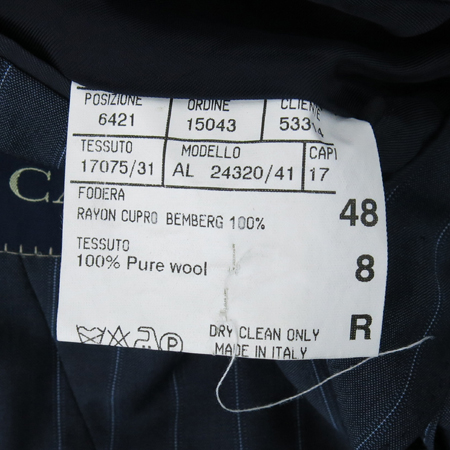 POSIZIONE ORDINE
6421 15043
TESSUTO MODELLO
17075/31 AL 24320/41 17
FODERA
RAYON CUPRO BEMBERG 100% 48
TESSUTO
100% Pure wool 8
DRY CLEAN ONLY R
MADE IN ITALY